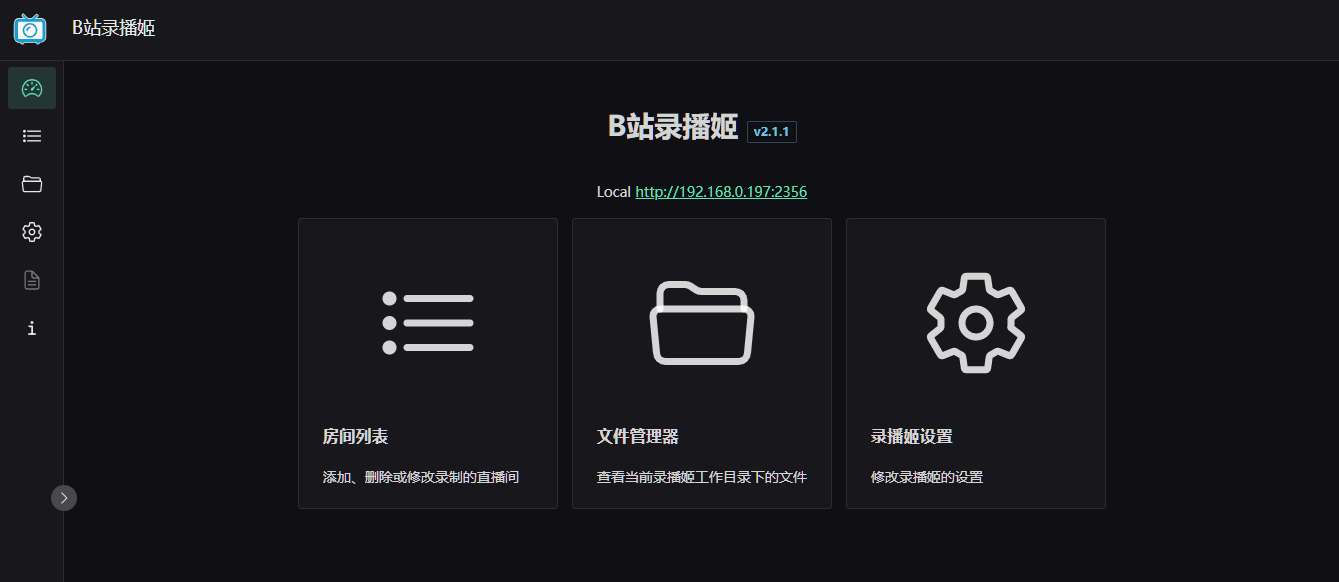 B站录播姬
B站录播姬 v2.1.1
Local http://192.168.0.197:2356
房间列表
添加、删除或修改录制的直播间
文件管理器
查看当前录播姬工作目录下的文件
录播姬设置
修改录播姬的设置